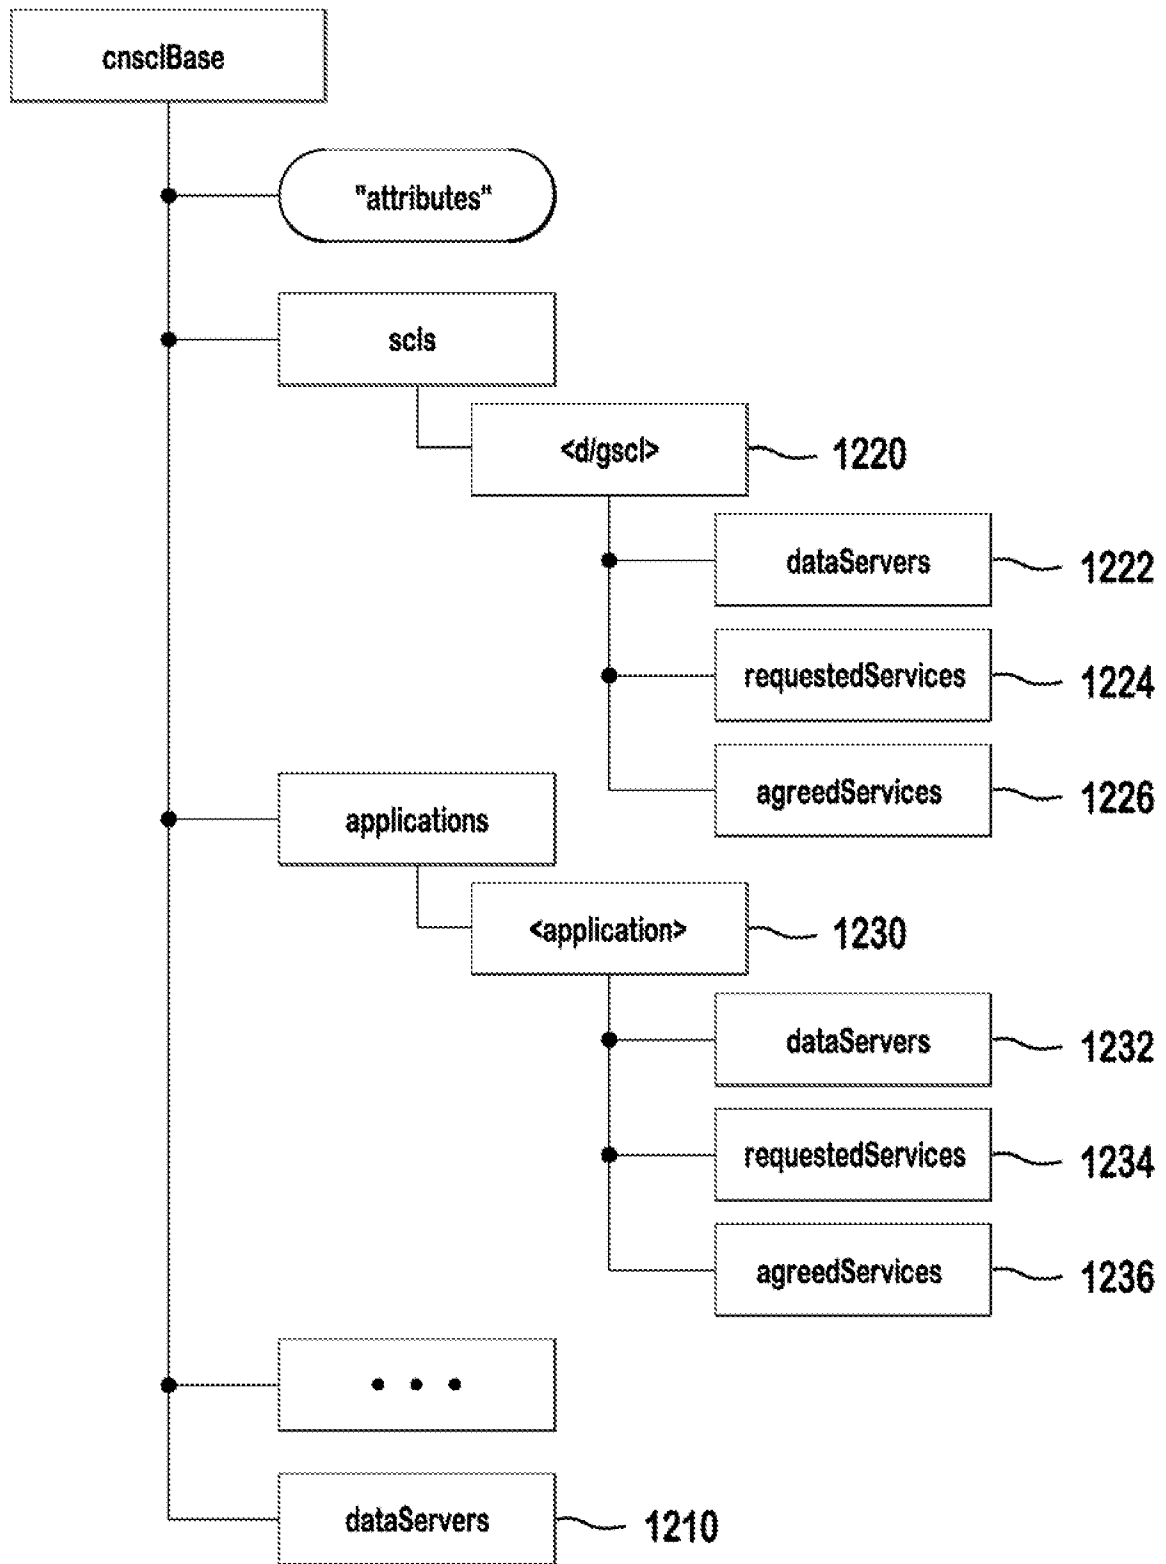 cnsclBase
"attributes"
scls
<d/gscl>
1220
dataServers
1222
requestedServices
1224
agreedServices
1226
applications
<application>
1230
dataServers
1232
requestedServices
1234
agreedServices
1236
• • •
dataServers
1210